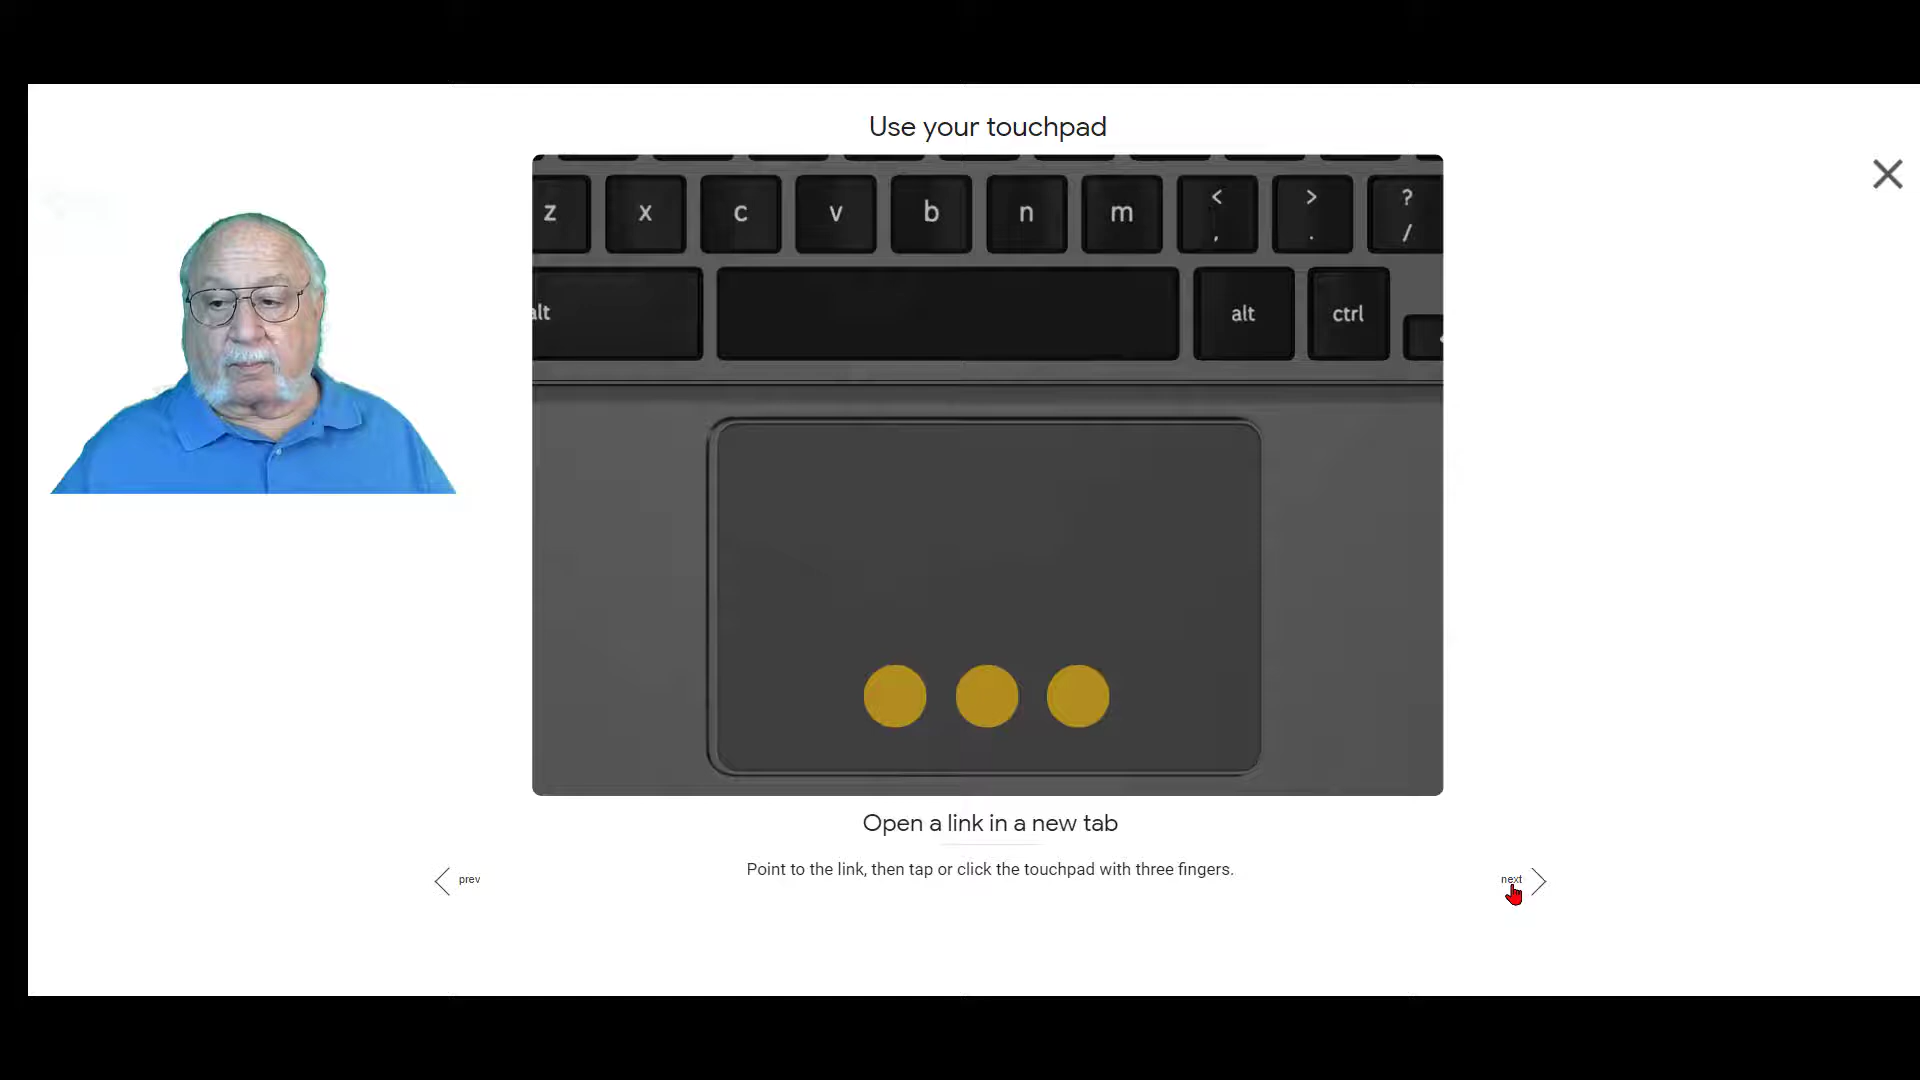 Use your touchpad
z x c v b n m < , > . ? /
alt alt ctrl
Open a link in a new tab
Point to the link, then tap or click the touchpad with three fingers.
prev
next